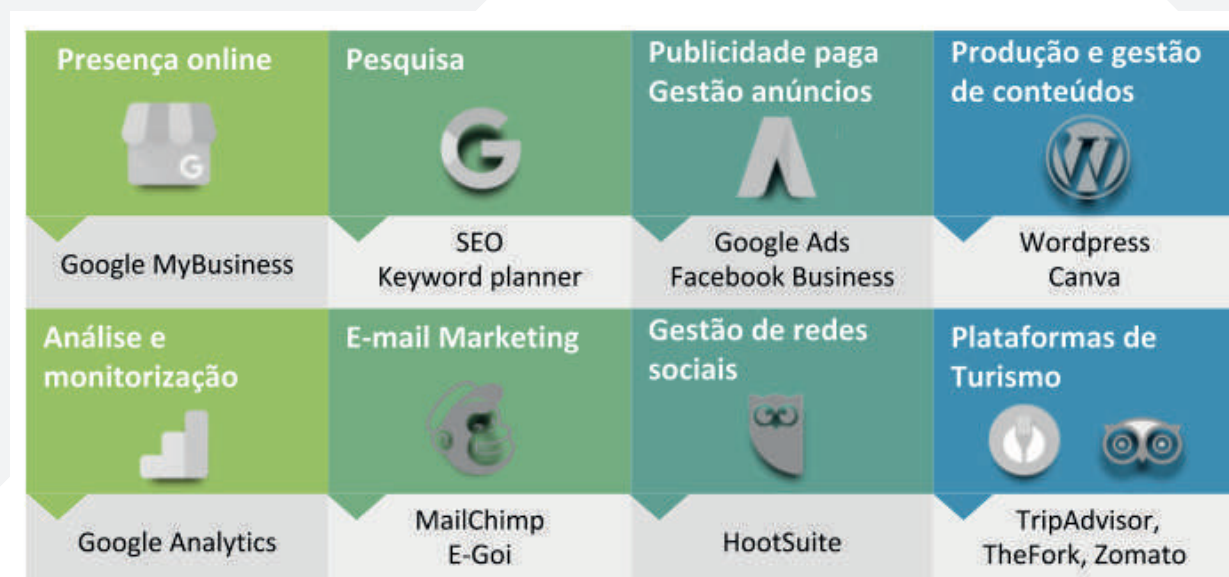 Presença online
Pesquisa
Publicidade paga
Gestão anúncios
Produção e gestão
de conteúdos
Google MyBusiness
SEO
Keyword planner
Google Ads
Facebook Business
Wordpress
Canva
Análise e
monitorização
E-mail Marketing
Gestão de redes
sociais
Plataformas de
Turismo
Google Analytics
MailChimp
E-Goi
HootSuite
TripAdvisor,
TheFork, Zomato